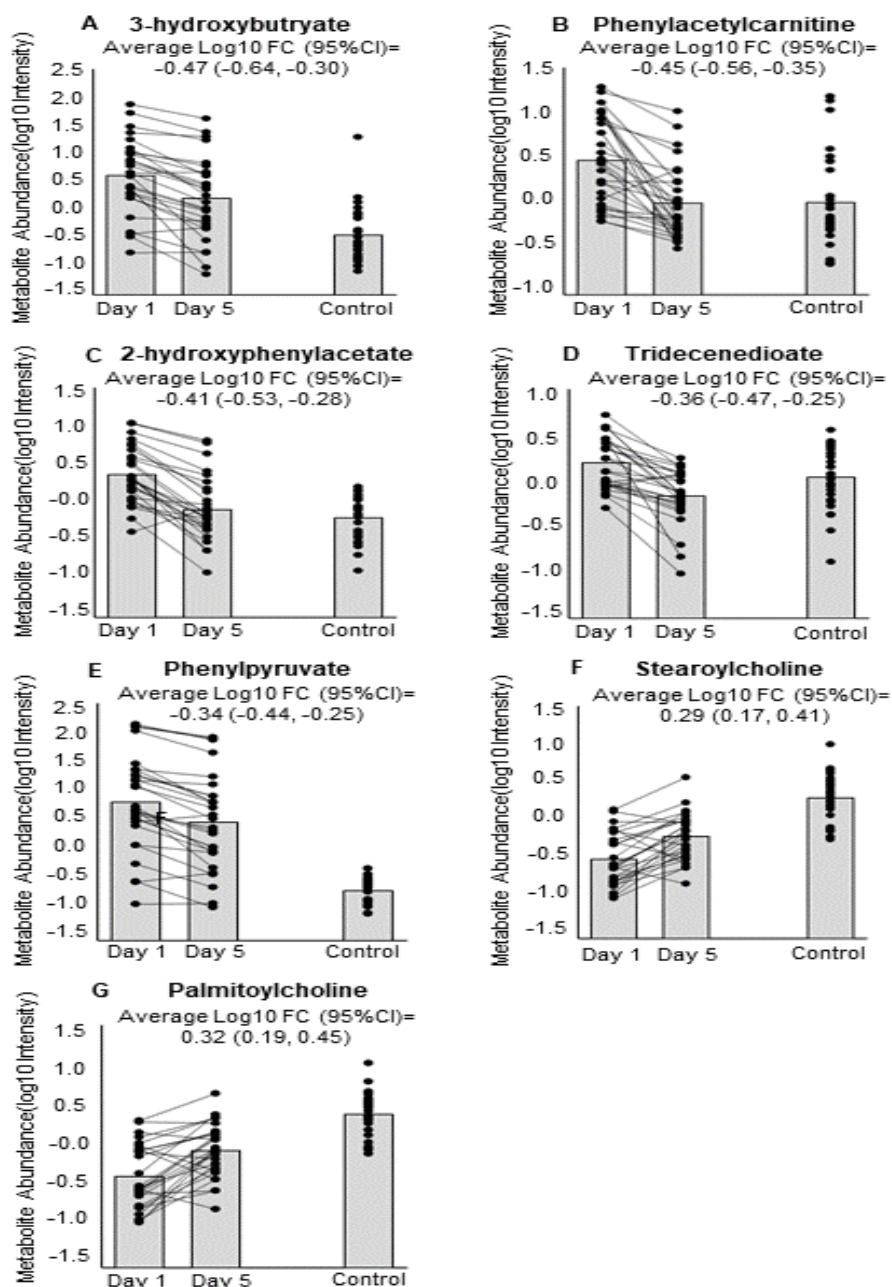 A 3-hydroxybutryate
Average Log10 FC (95%CI)=
-0.47 (-0.64, -0.30)
Metabolite Abundance(log10 Intensity)
2.5
2.0
1.5
1.0
0.5
0.0
-0.5
-1.0
-1.5
Day 1 Day 5 Control
B Phenylacetylcarnitine
Average Log10 FC (95%CI)=
-0.45 (-0.56, -0.35)
Metabolite Abundance(log10 Intensity)
1.5
1.0
0.5
0.0
-0.5
-1.0
Day 1 Day 5 Control
C 2-hydroxyphenylacetate
Average Log10 FC (95%CI)=
-0.41 (-0.53, -0.28)
Metabolite Abundance(log10 Intensity)
1.5
1.0
0.5
-0.0
-0.5
-1.0
-1.5
Day 1 Day 5 Control
D Tridecenedioate
Average Log10 FC (95%CI)=
-0.36 (-0.47, -0.25)
Metabolite Abundance(log10 Intensity)
1.0
0.5
0.0
-0.5
-1.0
-1.5
Day 1 Day 5 Control
E Phenylpyruvate
Average Log10 FC (95%CI)=
-0.34 (-0.44, -0.25)
Metabolite Abundance(log10 Intensity)
2.5
2.0
1.5
1.0
0.5
0.0
-0.5
-1.0
-1.5
F
Day 1 Day 5 Control
F Stearoylcholine
Average Log10 FC (95%CI)=
0.29 (0.17, 0.41)
Metabolite Abundance(log10 Intensity)
1.5
1.0
0.5
0.0
-0.5
-1.0
-1.5
Day 1 Day 5 Control
G Palmitoylcholine
Average Log10 FC (95%CI)=
0.32 (0.19, 0.45)
Metabolite Abundance(log10 Intensity)
1.5
1.0
0.5
-0.0
-0.5
-1.0
-1.5
Day 1 Day 5 Control